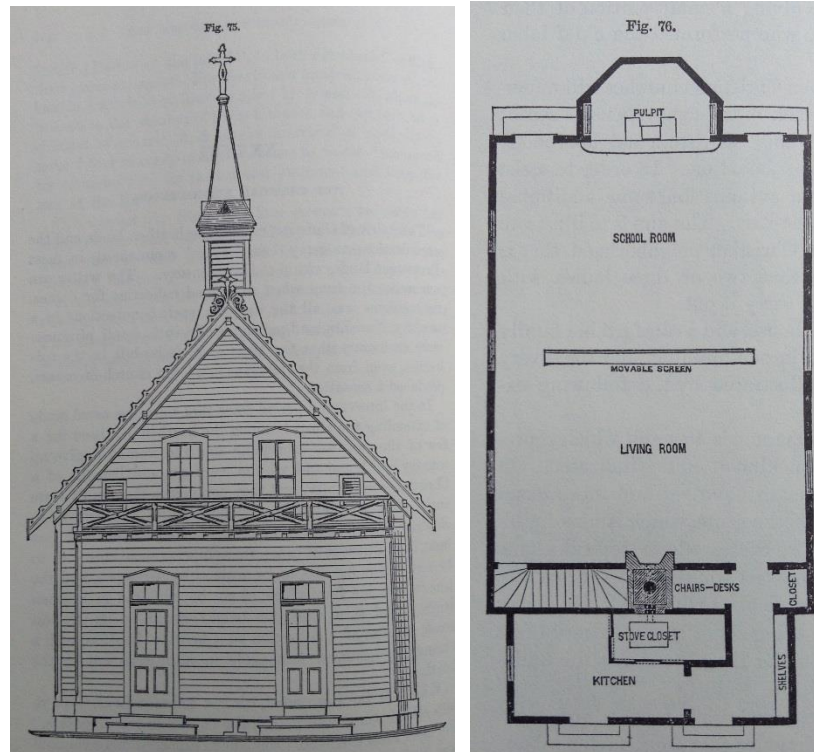 Fig. 75.
Fig. 76.
PULPIT
SCHOOL ROOM
MOVABLE SCREEN
LIVING ROOM
CHAIRS–DESKS
CLOSET
STOVE CLOSET
SHELVES
KITCHEN